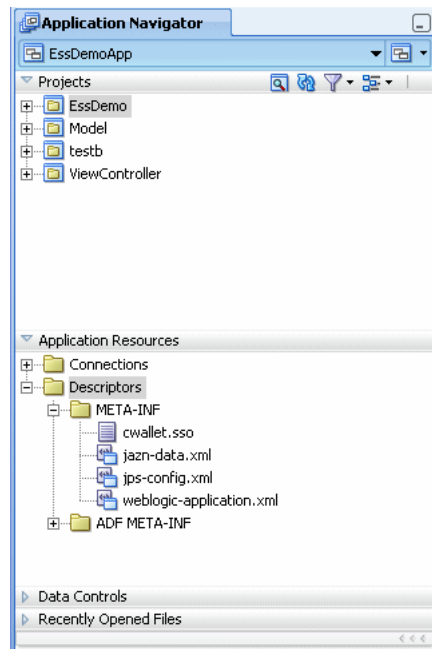 Application Navigator
EssDemoApp
Projects
EssDemo
Model
testb
ViewController
Application Resources
Connections
Descriptors
META-INF
cwallet.sso
jazn-data.xml
jps-config.xml
weblogic-application.xml
ADF META-INF
Data Controls
Recently Opened Files